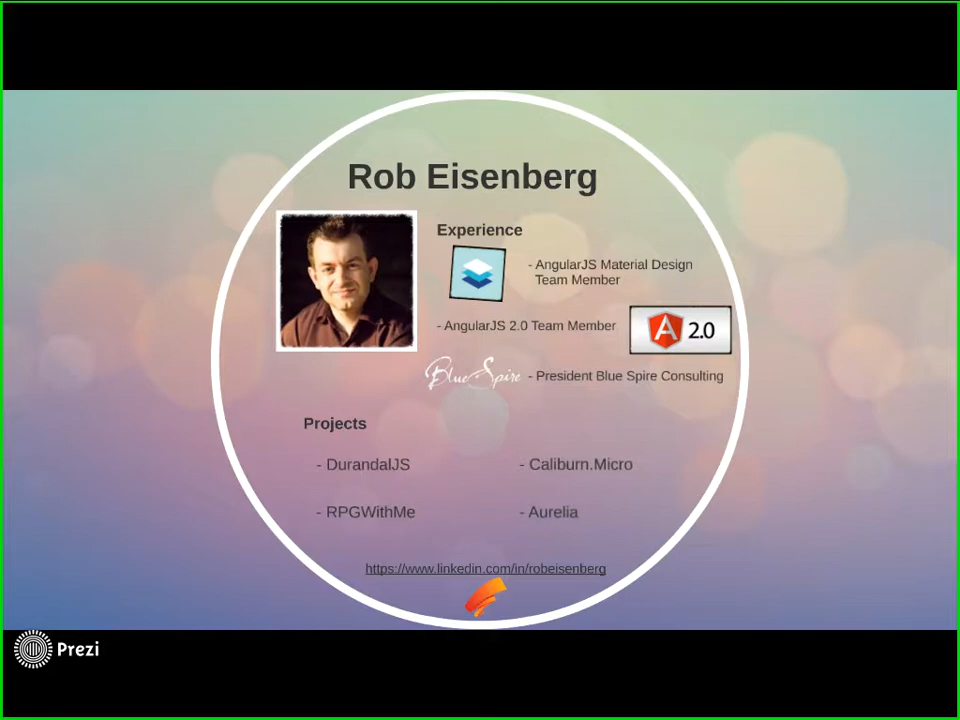 Rob Eisenberg
Experience
- AngularJS Material Design
Team Member
- AngularJS 2.0 Team Member
2.0
Blue Spire
- President Blue Spire Consulting
Projects
- DurandalJS
- Caliburn.Micro
- RPGWithMe
- Aurelia
https://www.linkedin.com/in/robeisenberg
Prezi